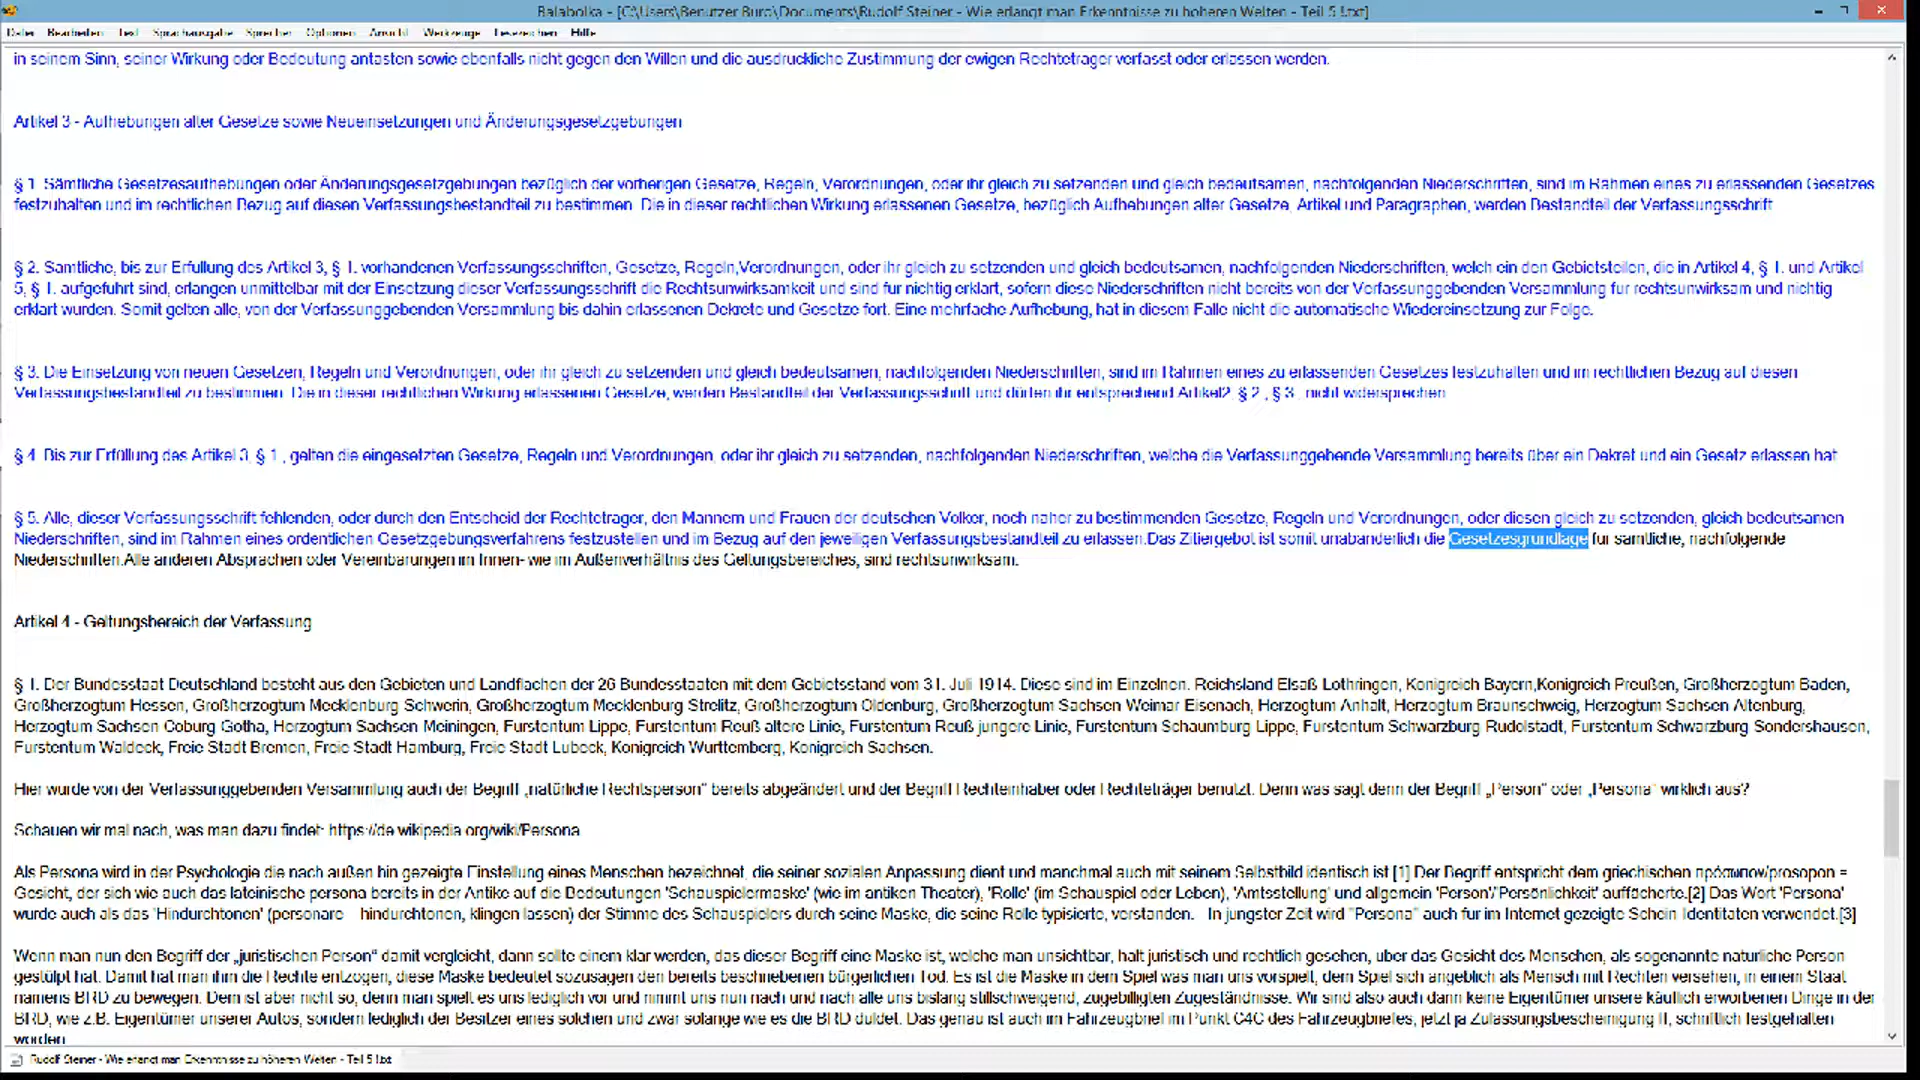 Balabolka - [C:\Users\Benutzer Büro\Documents\Rudolf Steiner - Wie erlangt man Erkenntnisse zu höheren Welten - Teil 5 !.txt]
Datei Bearbeiten Text Sprachausgabe Sprecher Optionen Ansicht Werkzeuge Lesezeichen Hilfe
in seinem Sinn, seiner Wirkung oder Bedeutung antasten sowie ebenfalls nicht gegen den Willen und die ausdrückliche Zustimmung der ewigen Rechteträger verfasst oder erlassen werden.
Artikel 3 - Aufhebungen alter Gesetze sowie Neueinsetzungen und Änderungsgesetzgebungen
§ 1. Sämtliche Gesetzesaufhebungen oder Änderungsgesetzgebungen bezüglich der vorherigen Gesetze, Regeln, Verordnungen, oder ihr gleich zu setzenden und gleich bedeutsamen, nachfolgenden Niederschriften, sind im Rahmen eines zu erlassenden Gesetzes
festzuhalten und im rechtlichen Bezug auf diesen Verfassungsbestandteil zu bestimmen. Die in dieser rechtlichen Wirkung erlassenen Gesetze, bezüglich Aufhebungen alter Gesetze, Artikel und Paragraphen, werden Bestandteil der Verfassungsschrift.
§ 2. Sämtliche, bis zur Erfüllung des Artikel 3, § 1. vorhandenen Verfassungsschriften, Gesetze, Regeln,Verordnungen, oder ihr gleich zu setzenden und gleich bedeutsamen, nachfolgenden Niederschriften, welch ein den Gebietsteilen, die in Artikel 4, § 1. und Artikel
5, § 1. aufgeführt sind, erlangen unmittelbar mit der Einsetzung dieser Verfassungsschrift die Rechtsunwirksamkeit und sind für nichtig erklärt, sofern diese Niederschriften nicht bereits von der Verfassunggebenden Versammlung für rechtsunwirksam und nichtig
erklärt wurden. Somit gelten alle, von der Verfassunggebenden Versammlung bis dahin erlassenen Dekrete und Gesetze fort. Eine mehrfache Aufhebung, hat in diesem Falle nicht die automatische Wiedereinsetzung zur Folge.
§ 3. Die Einsetzung von neuen Gesetzen, Regeln und Verordnungen, oder ihr gleich zu setzenden und gleich bedeutsamen, nachfolgenden Niederschriften, sind im Rahmen eines zu erlassenden Gesetzes festzuhalten und im rechtlichen Bezug auf diesen
Verfassungsbestandteil zu bestimmen. Die in dieser rechtlichen Wirkung erlassenen Gesetze, werden Bestandteil der Verfassungsschrift und dürfen ihr entsprechend Artikel2, § 2., § 3., nicht widersprechen.
§ 4. Bis zur Erfüllung des Artikel 3, § 1., gelten die eingesetzten Gesetze, Regeln und Verordnungen, oder ihr gleich zu setzenden, nachfolgenden Niederschriften, welche die Verfassunggebende Versammlung bereits über ein Dekret und ein Gesetz erlassen hat.
§ 5. Alle, dieser Verfassungsschrift fehlenden, oder durch den Entscheid der Rechteträger, den Männern und Frauen der deutschen Völker, noch näher zu bestimmenden Gesetze, Regeln und Verordnungen, oder diesen gleich zu setzenden, gleich bedeutsamen
Niederschriften, sind im Rahmen eines ordentlichen Gesetzgebungsverfahrens festzustellen und im Bezug auf den jeweiligen Verfassungsbestandteil zu erlassen.Das Zitiergebot ist somit unabänderlich die Gesetzesgrundlage für sämtliche, nachfolgende
Niederschriften.Alle anderen Absprachen oder Vereinbarungen im Innen- wie im Außenverhältnis des Geltungsbereiches, sind rechtsunwirksam.
Artikel 4 - Geltungsbereich der Verfassung
§ 1. Der Bundesstaat Deutschland besteht aus den Gebieten und Landflächen der 26 Bundesstaaten mit dem Gebietsstand vom 31. Juli 1914. Diese sind im Einzelnen. Reichsland Elsaß Lothringen, Königreich Bayern,Königreich Preußen, Großherzogtum Baden,
Großherzogtum Hessen, Großherzogtum Mecklenburg Schwerin, Großherzogtum Mecklenburg Strelitz, Großherzogtum Oldenburg, Großherzogtum Sachsen Weimar Eisenach, Herzogtum Anhalt, Herzogtum Braunschweig, Herzogtum Sachsen Altenburg,
Herzogtum Sachsen Coburg Gotha, Herzogtum Sachsen Meiningen, Fürstentum Lippe, Fürstentum Reuß ältere Linie, Fürstentum Reuß jüngere Linie, Fürstentum Schaumburg Lippe, Fürstentum Schwarzburg Rudolstadt, Fürstentum Schwarzburg Sondershausen,
Fürstentum Waldeck, Freie Stadt Bremen, Freie Stadt Hamburg, Freie Stadt Lübeck, Königreich Württemberg, Königreich Sachsen.
Hier wurde von der Verfassunggebenden Versammlung auch der Begriff „natürliche Rechtsperson“ bereits abgeändert und der Begriff Rechteinhaber oder Rechteträger benutzt. Denn was sagt denn der Begriff „Person“ oder „Persona“ wirklich aus?
Schauen wir mal nach, was man dazu findet: https://de.wikipedia.org/wiki/Persona
Als Persona wird in der Psychologie die nach außen hin gezeigte Einstellung eines Menschen bezeichnet, die seiner sozialen Anpassung dient und manchmal auch mit seinem Selbstbild identisch ist.[1] Der Begriff entspricht dem griechischen πρόσωπον/prosopon =
Gesicht, der sich wie auch das lateinische persona bereits in der Antike auf die Bedeutungen 'Schauspielermaske' (wie im antiken Theater), 'Rolle' (im Schauspiel oder Leben), 'Amtsstellung' und allgemein 'Person'/'Persönlichkeit' auffächerte.[2] Das Wort 'Persona'
wurde auch als das 'Hindurchtönen' (personare = hindurchtönen, klingen lassen) der Stimme des Schauspielers durch seine Maske, die seine Rolle typisierte, verstanden. In jüngster Zeit wird "Persona" auch für im Internet gezeigte Schein-Identitäten verwendet.[3]
Wenn man nun den Begriff der „juristischen Person“ damit vergleicht, dann sollte einem klar werden, das dieser Begriff eine Maske ist, welche man unsichtbar, halt juristisch und rechtlich gesehen, über das Gesicht des Menschen, als sogenannte natürliche Person
gestülpt hat. Damit hat man ihm die Rechte entzogen, diese Maske bedeutet sozusagen den bereits beschriebenen bürgerlichen Tod. Es ist die Maske in dem Spiel was man uns vorspielt, dem Spiel sich angeblich als Mensch mit Rechten versehen, in einem Staat
namens BRD zu bewegen. Dem ist aber nicht so, denn man spielt es uns lediglich vor und nimmt uns nun nach und nach alle uns bislang stillschweigend, zugebilligten Zugeständnisse. Wir sind also auch dann keine Eigentümer unsere käuflich erworbenen Dinge in der
BRD, wie z.B. Eigentümer unserer Autos, sondern lediglich der Besitzer eines solchen und zwar solange wie es die BRD duldet. Das genau ist auch im Fahrzeugbrief im Punkt C4C des Fahrzeugbriefes, jetzt ja Zulassungsbescheinigung II, schriftlich festgehalten
worden
Rudolf Steiner - Wie erlangt man Erkenntnisse zu höheren Welten - Teil 5 !.txt